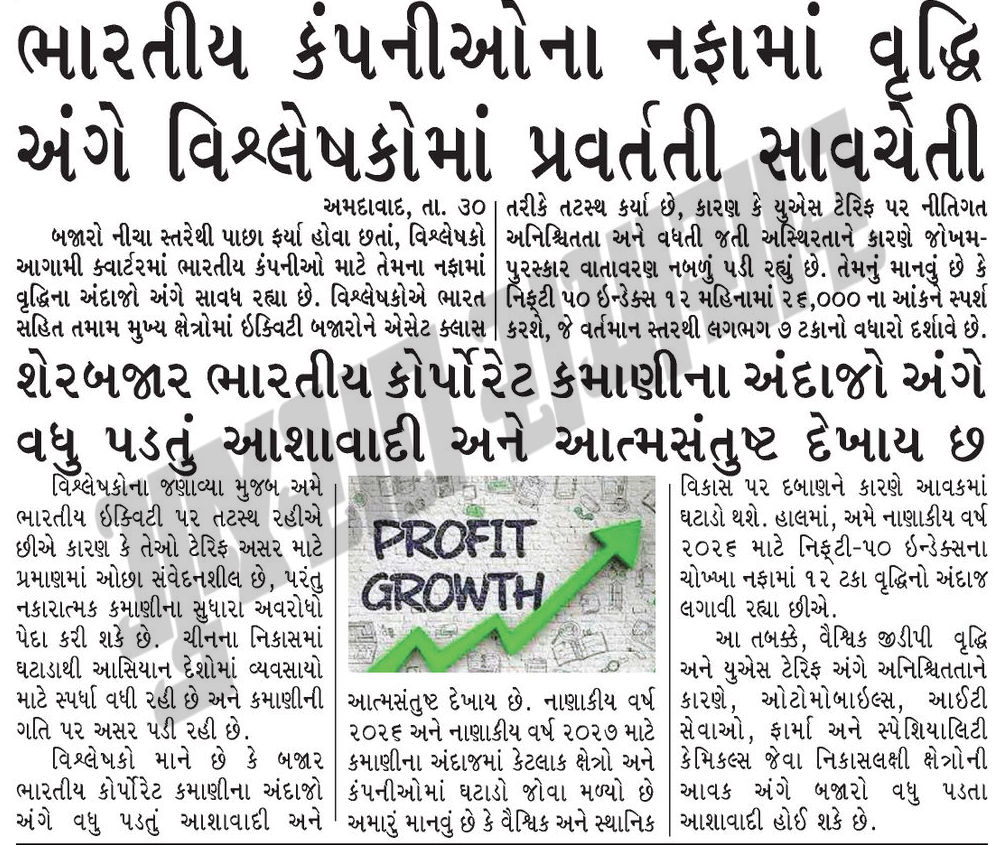 ભારતીય કંપનીઓના નફામાં વૃદ્ધિ
અંગે વિશ્લેષકોમાં પ્રવર્તતી સાવચેતી
અમદાવાદ, તા. ૩૦
બજારો નીચા સ્તરેથી પાછા ફર્યા હોવા છતાં, વિશ્લેષકો
આગામી ક્વાર્ટરમાં ભારતીય કંપનીઓ માટે તેમના નફામાં
વૃદ્ધિના અંદાજો અંગે સાવધ રહ્યા છે. વિશ્લેષકોએ ભારત
સહિત તમામ મુખ્ય ક્ષેત્રોમાં ઇક્વિટી બજારોને એસેટ ક્લાસ
તરીકે તટસ્થ કર્યા છે, કારણ કે યુએસ ટેરિફ પર નીતિગત
અનિશ્ચિતતા અને વધતી જતી અસ્થિરતાને કારણે જોખમ-
પુરસ્કાર વાતાવરણ નબળું પડી રહ્યું છે. તેમનું માનવું છે કે
નિફ્ટી ૫૦ ઇન્ડેક્સ ૧૨ મહિનામાં ૨૬,૦૦૦ ના આંકને સ્પર્શ
કરશે, જે વર્તમાન સ્તરથી લગભગ ૭ ટકાનો વધારો દર્શાવે છે.
શેરબજાર ભારતીય કોર્પોરેટ કમાણીના અંદાજો અંગે
વધુ પડતું આશાવાદી અને આત્મસંતુષ્ટ દેખાય છ
વિશ્લેષકોના જણાવ્યા મુજબ અમે
ભારતીય ઇક્વિટી પર તટસ્થ રહીએ
છીએ કારણ કે તેઓ ટેરિફ અસર માટે
પ્રમાણમાં ઓછા સંવેદનશીલ છે, પરંતુ
નકારાત્મક કમાણીના સુધારા અવરોધો
પેદા કરી શકે છે. ચીનના નિકાસમાં
ઘટાડાથી આસિયાન દેશોમાં વ્યવસાયો
માટે સ્પર્ધા વધી રહી છે અને કમાણીની
ગતિ પર અસર પડી રહી છે.
વિશ્લેષકો માને છે કે બજાર
ભારતીય કોર્પોરેટ કમાણીના અંદાજો
અંગે વધુ પડતું આશાવાદી અને
PROFIT
GROWTH
આત્મસંતુષ્ટ દેખાય છે. નાણાકીય વર્ષ
૨૦૨૬ અને નાણાકીય વર્ષ ૨૦૨૭ માટે
કમાણીના અંદાજમાં કેટલાક ક્ષેત્રો અને
કંપનીઓમાં ઘટાડો જોવા મળ્યો છે
અમારું માનવું છે કે વૈશ્વિક અને સ્થાનિક
વિકાસ પર દબાણને કારણે આવકમાં
ઘટાડો થશે. હાલમાં, અમે નાણાકીય વર્ષ
૨૦૨૬ માટે નિફ્ટી-૫૦ ઇન્ડેક્સના
ચોખ્ખા નફામાં ૧૨ ટકા વૃદ્ધિનો અંદાજ
લગાવી રહ્યા છીએ.
આ તબક્કે, વૈશ્વિક જીડીપી વૃદ્ધિ
અને યુએસ ટેરિફ અંગે અનિશ્ચિતતાને
કારણે, ઓટોમોબાઇલ્સ, આઈટી
સેવાઓ, ફાર્મા અને સ્પેશિયાલિટી
કેમિકલ્સ જેવા નિકાસલક્ષી ક્ષેત્રોની
આવક અંગે બજારો વધુ પડતા
આશાવાદી હોઈ શકે છે.